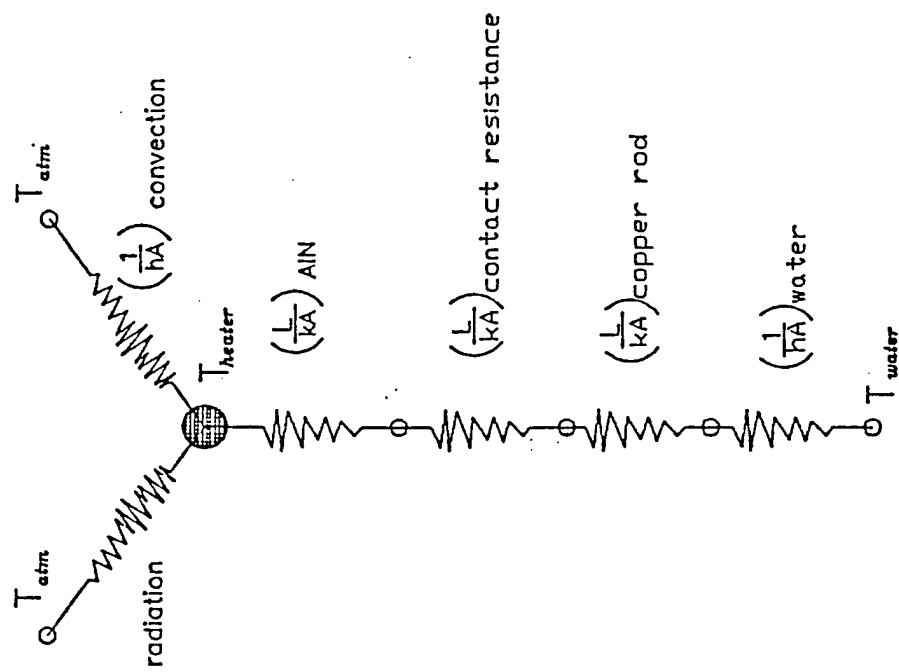 T_atm
radiation
T_atm
(1/hA) convection
T_heater
(L/kA) AlN
(L/kA) contact resistance
(L/kA) copper rod
(1/hA) water
T_water